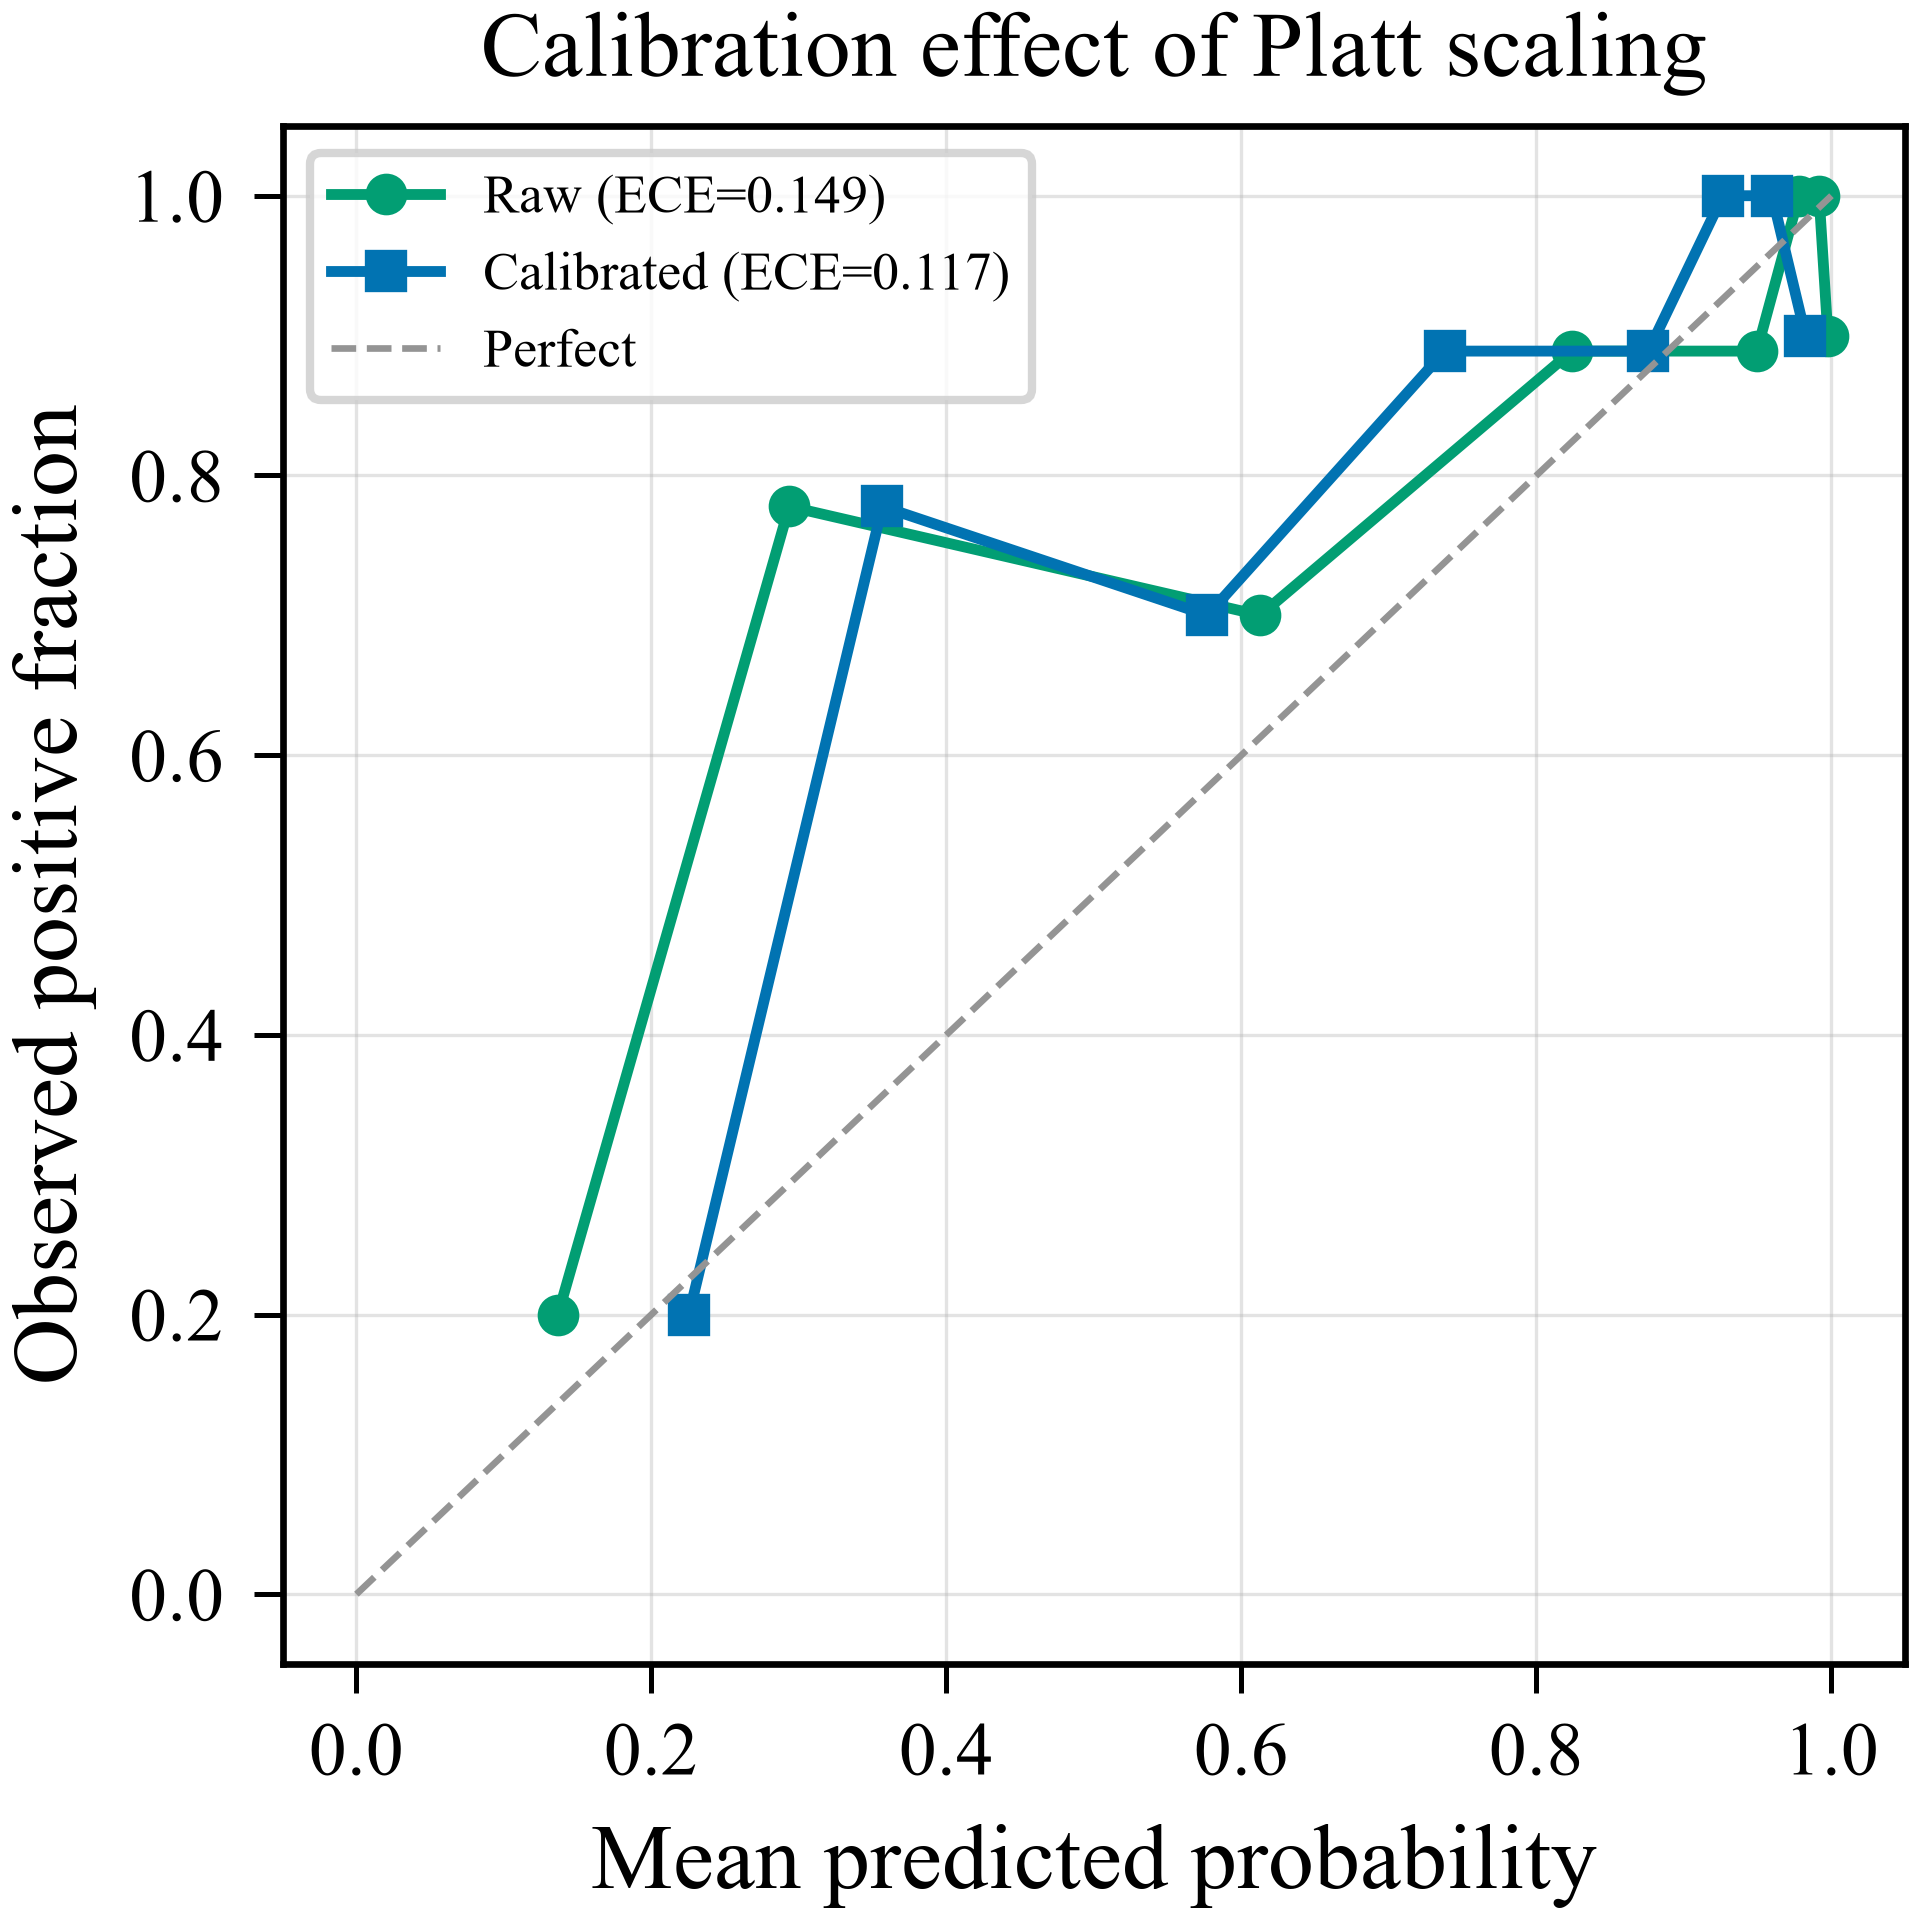 Calibration effect of Platt scaling
Raw (ECE=0.149)
Calibrated (ECE=0.117)
Perfect
Observed positive fraction
1.0
0.8
0.6
0.4
0.2
0.0
0.0 0.2 0.4 0.6 0.8 1.0
Mean predicted probability